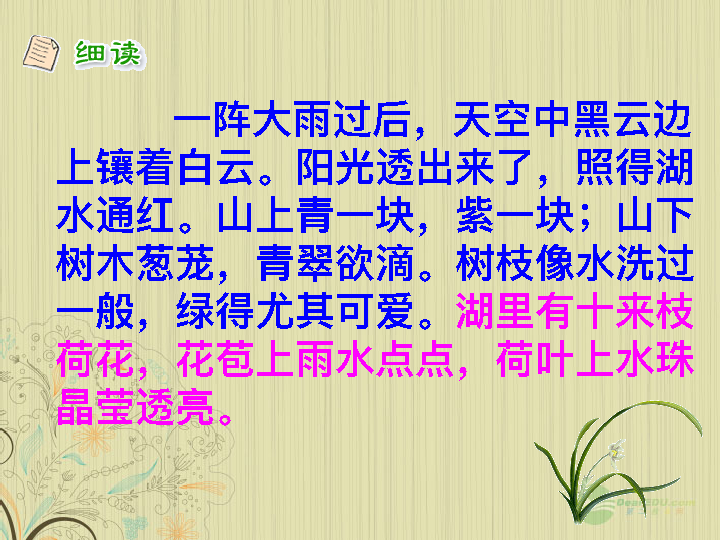 细读
一阵大雨过后，天空中黑云边
上镶着白云。阳光透出来了，照得湖
水通红。山上青一块，紫一块；山下
树木葱茏，青翠欲滴。树枝像水洗过
一般，绿得尤其可爱。湖里有十来枝
荷花，花苞上雨水点点，荷叶上水珠
晶莹透亮。